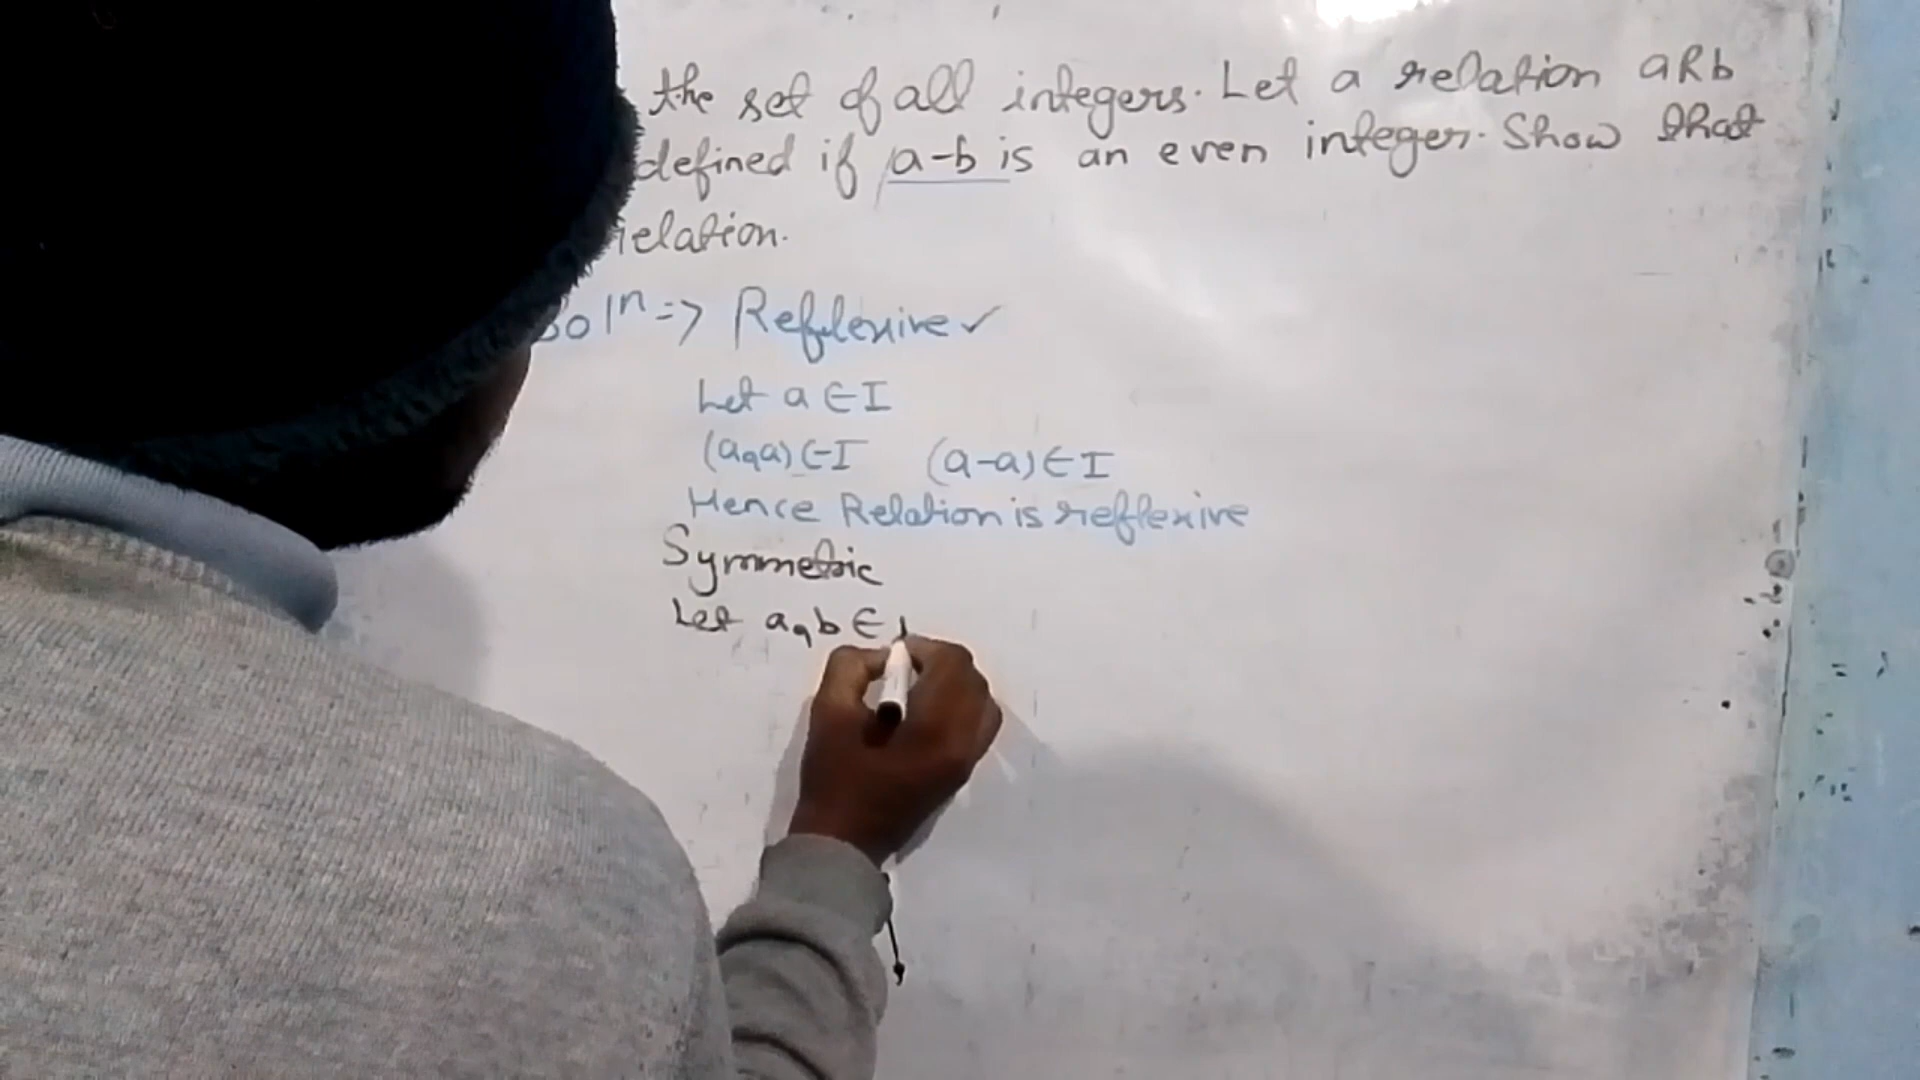 the set of all integers. Let a relation aRb
defined if a-b is an even integer. Show that
relation.
Solⁿ => Reflexive ✓
Let a ∈ I
(a,a) ∈ I (a-a) ∈ I
Hence Relation is reflexive
Symmetric
Let a,b ∈ I